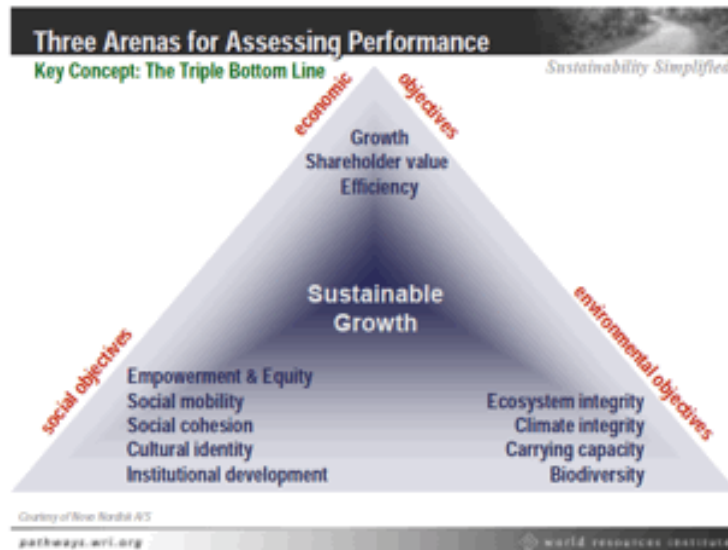 Three Arenas for Assessing Performance
Key Concept: The Triple Bottom Line
Sustainability Simplified
economic
objectives
Growth
Shareholder value
Efficiency
Sustainable
Growth
social objectives
environmental objectives
Empowerment & Equity
Social mobility
Social cohesion
Cultural identity
Institutional development
Ecosystem integrity
Climate integrity
Carrying capacity
Biodiversity
Courtesy of Novo Nordisk A/S
pathways.wri.org
world resources institute